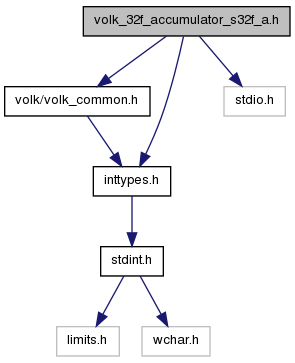 volk_32f_accumulator_s32f_a.h
volk/volk_common.h
stdio.h
inttypes.h
stdint.h
limits.h
wchar.h